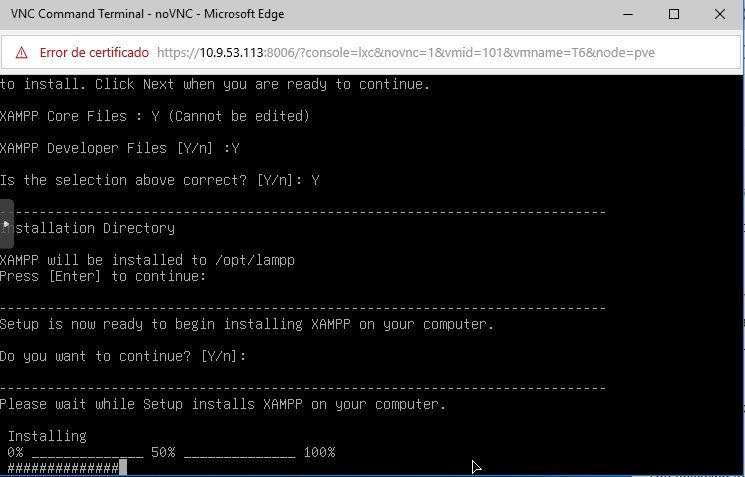 VNC Command Terminal - noVNC - Microsoft Edge
Error de certificado https://10.9.53.113:8006/?console=lxc&novnc=1&vmid=101&vmname=T6&node=pve
to install. Click Next when you are ready to continue.
XAMPP Core Files : Y (Cannot be edited)
XAMPP Developer Files [Y/n] :Y
Is the selection above correct? [Y/n]: Y
----------------------------------------------------------------------------
Installation Directory
XAMPP will be installed to /opt/lampp
Press [Enter] to continue:
----------------------------------------------------------------------------
Setup is now ready to begin installing XAMPP on your computer.
Do you want to continue? [Y/n]:
----------------------------------------------------------------------------
Please wait while Setup installs XAMPP on your computer.
Installing
0% ______________ 50% ______________ 100%
##############